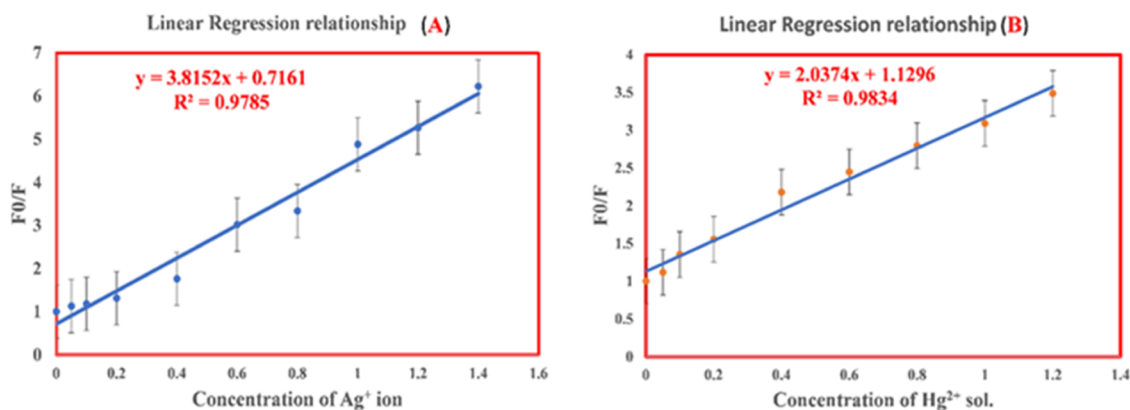 Linear Regression relationship (A)
y = 3.8152x + 0.7161
R² = 0.9785
F0/F
7
6
5
4
3
2
1
0
0 0.2 0.4 0.6 0.8 1 1.2 1.4 1.6
Concentration of Ag⁺ ion
Linear Regression relationship (B)
y = 2.0374x + 1.1296
R² = 0.9834
F0/F
4
3.5
3
2.5
2
1.5
1
0.5
0
0 0.2 0.4 0.6 0.8 1 1.2 1.4
Concentration of Hg²⁺ sol.